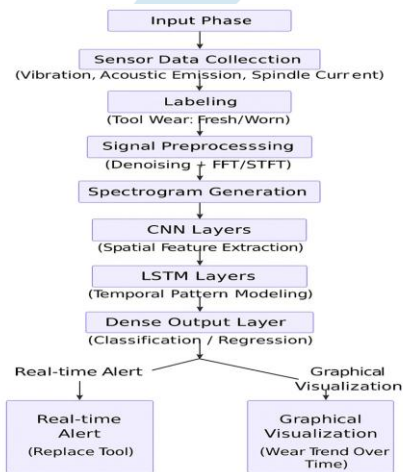 Input Phase
Sensor Data Collecction
(Vibration, Acoustic Emission, Spindle Current)
Labeling
(Tool Wear: Fresh/Worn)
Signal Preprocesssing
(Denoising + FFT/STFT)
Spectrogram Generation
CNN Layers
(Spatial Feature Extraction)
LSTM Layers
(Temporal Pattern Modeling)
Dense Output Layer
(Classification / Regression)
Real-time Alert
Graphical
Visualization
Real-time
Alert
(Replace Tool)
Graphical
Visualization
(Wear Trend Over
Time)